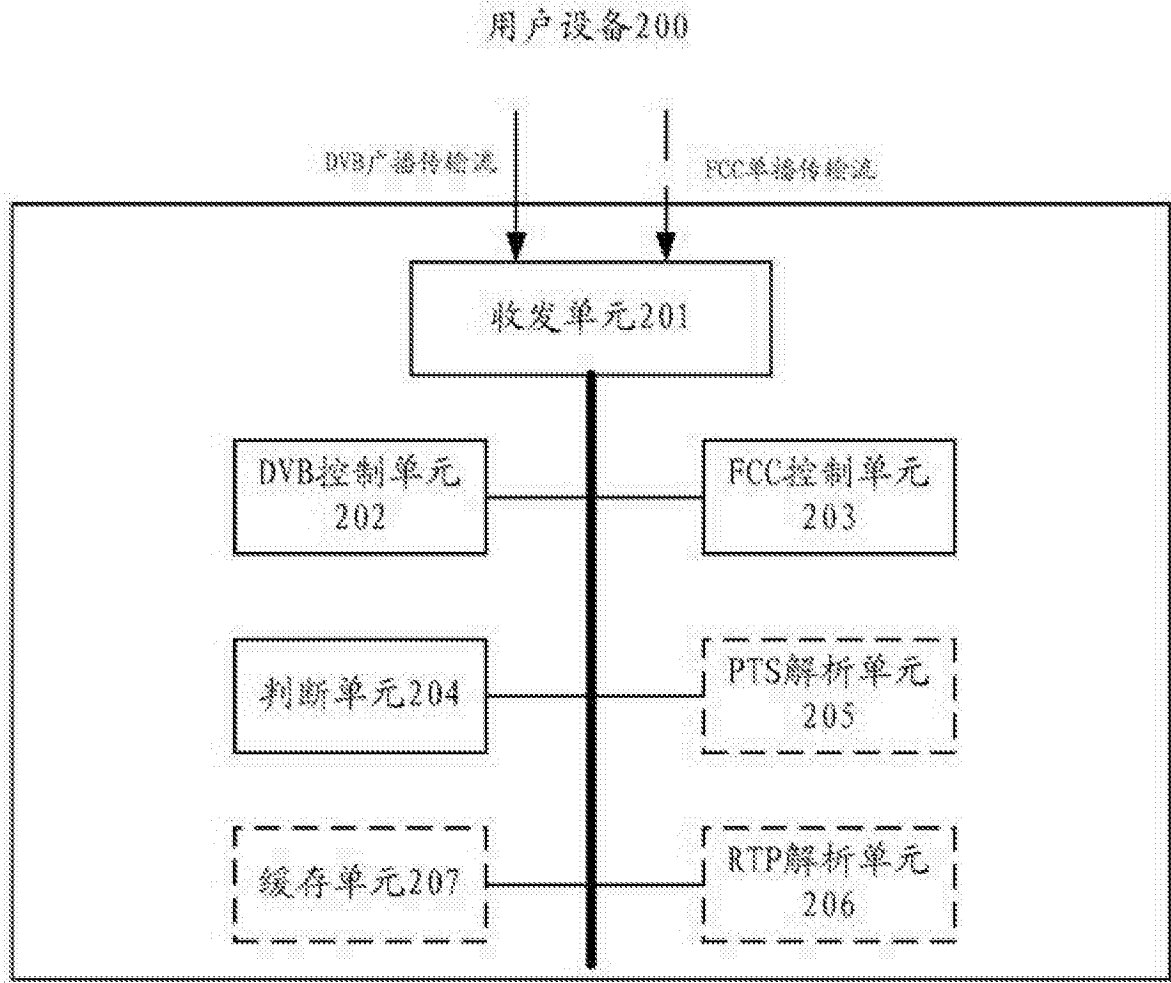 用户设备200
DVB广播传输流
FCC单播传输流
收发单元201
DVB控制单元
202
FCC控制单元
203
判断单元204
PTS解析单元
205
缓存单元207
RTP解析单元
206